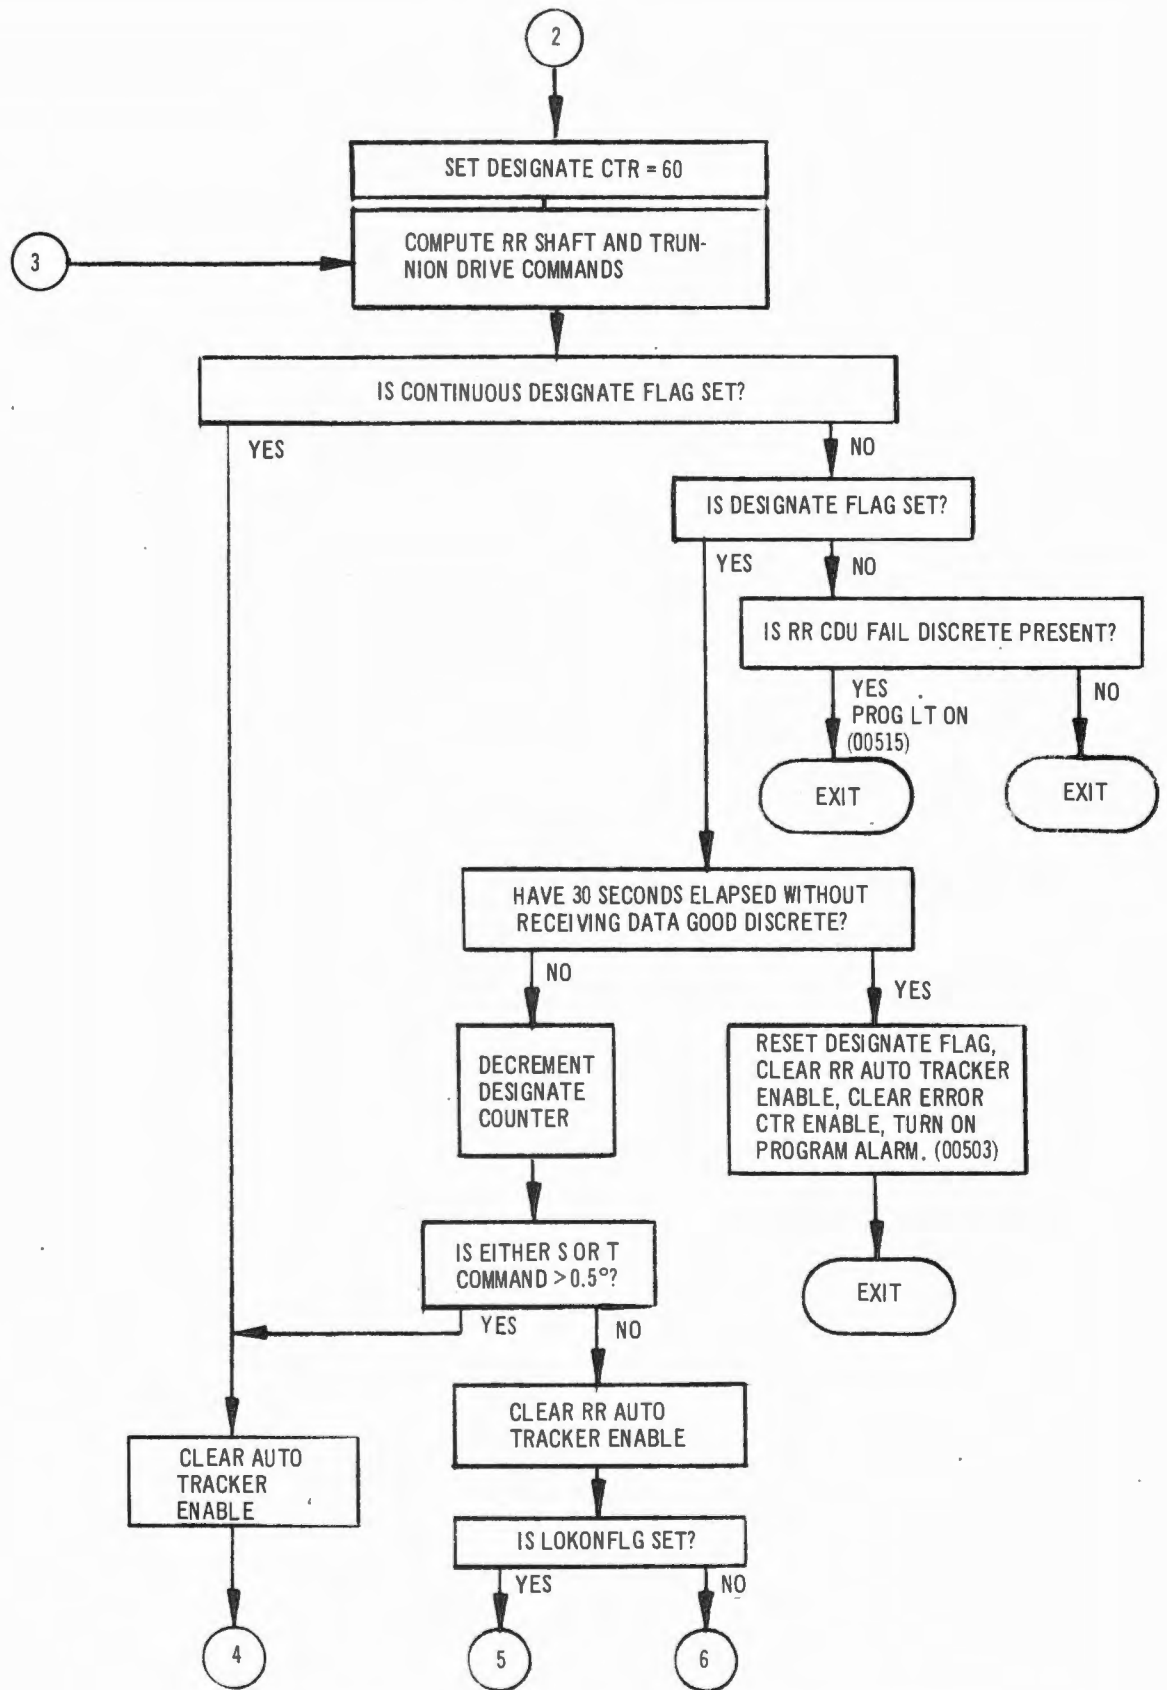 2
SET DESIGNATE CTR = 60
3
COMPUTE RR SHAFT AND TRUN-
NION DRIVE COMMANDS
IS CONTINUOUS DESIGNATE FLAG SET?
YES
NO
IS DESIGNATE FLAG SET?
YES
NO
IS RR CDU FAIL DISCRETE PRESENT?
YES
PROG LT ON
(00515)
NO
EXIT
EXIT
HAVE 30 SECONDS ELAPSED WITHOUT
RECEIVING DATA GOOD DISCRETE?
NO
YES
DECREMENT
DESIGNATE
COUNTER
RESET DESIGNATE FLAG,
CLEAR RR AUTO TRACKER
ENABLE, CLEAR ERROR
CTR ENABLE, TURN ON
PROGRAM ALARM. (00503)
IS EITHER S OR T
COMMAND > 0.5°?
EXIT
YES
NO
CLEAR RR AUTO
TRACKER ENABLE
CLEAR AUTO
TRACKER
ENABLE
IS LOKONFLG SET?
YES
NO
4
5
6